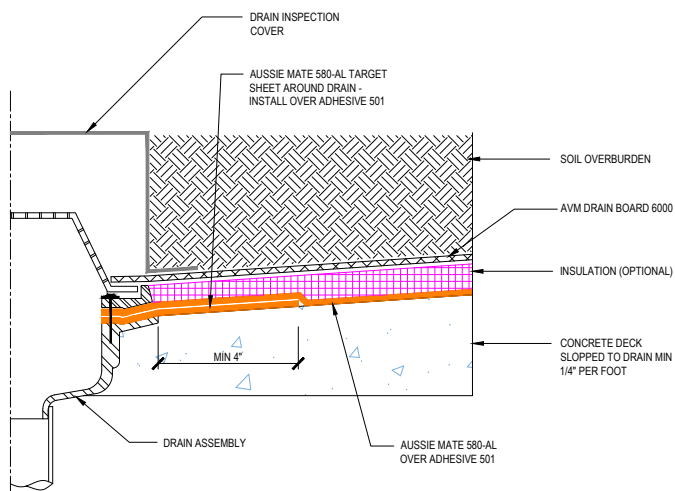 DRAIN INSPECTION
COVER
AUSSIE MATE 580-AL TARGET
SHEET AROUND DRAIN -
INSTALL OVER ADHESIVE 501
SOIL OVERBURDEN
AVM DRAIN BOARD 6000
INSULATION (OPTIONAL)
CONCRETE DECK
SLOPPED TO DRAIN MIN
1/4" PER FOOT
MIN 4"
DRAIN ASSEMBLY
AUSSIE MATE 580-AL
OVER ADHESIVE 501